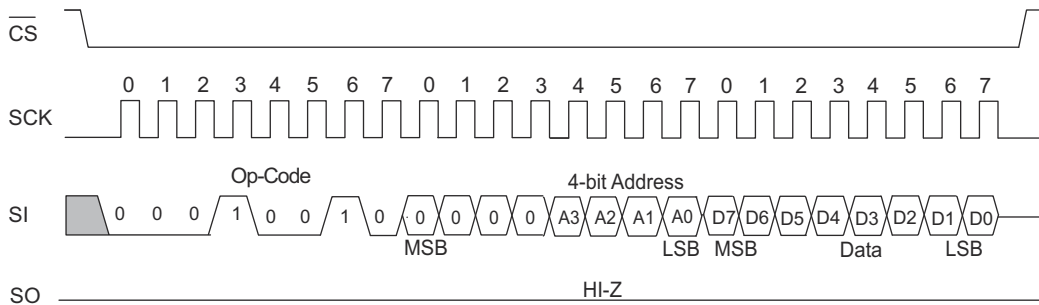 CS
0 1 2 3 4 5 6 7 0 1 2 3 4 5 6 7 0 1 2 3 4 5 6 7
SCK
Op-Code 4-bit Address
SI 0 0 0 1 0 0 1 0 0 0 0 0 A3 A2 A1 A0 D7 D6 D5 D4 D3 D2 D1 D0
MSB LSB MSB Data LSB
HI-Z
SO